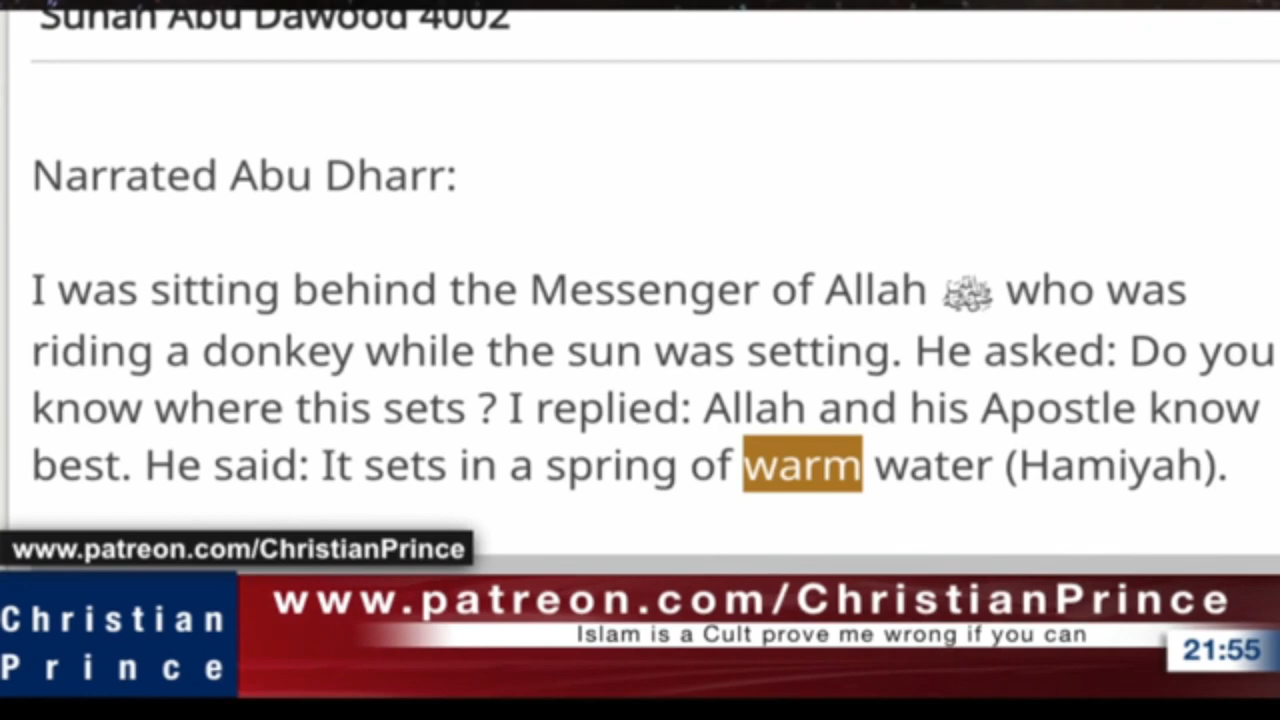 Sunan Abu Dawood 4002
Narrated Abu Dharr:
I was sitting behind the Messenger of Allah ﷺ who was
riding a donkey while the sun was setting. He asked: Do you
know where this sets ? I replied: Allah and his Apostle know
best. He said: It sets in a spring of warm water (Hamiyah).
www.patreon.com/ChristianPrince
Christian
Prince
www.patreon.com/ChristianPrince
Islam is a Cult prove me wrong if you can
21:55